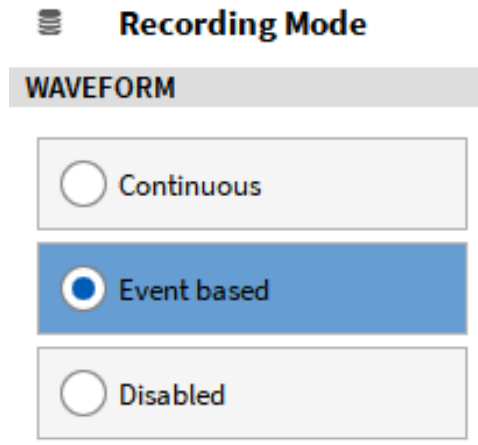 Recording Mode
WAVEFORM
Continuous
Event based
Disabled